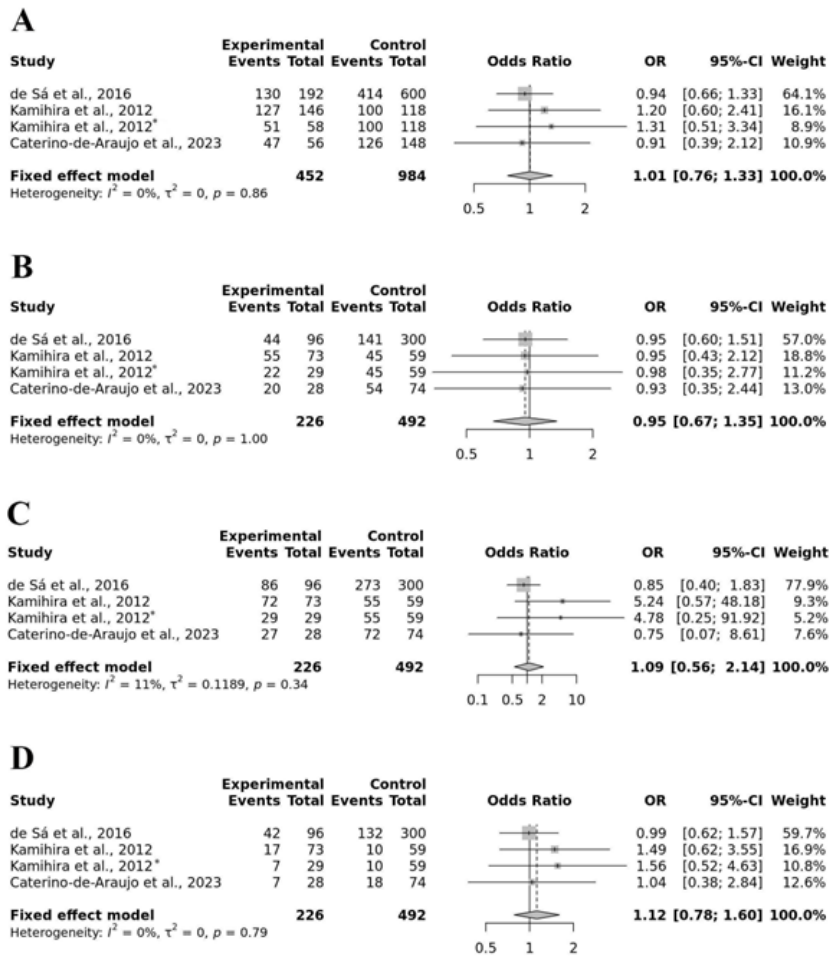 A
Experimental Control
Study Events Total Events Total Odds Ratio OR 95%-CI Weight
de Sá et al., 2016 130 192 414 600 0.94 [0.66; 1.33] 64.1%
Kamihira et al., 2012 127 146 100 118 1.20 [0.60; 2.41] 16.1%
Kamihira et al., 2012* 51 58 100 118 1.31 [0.51; 3.34] 8.9%
Caterino-de-Araujo et al., 2023 47 56 126 148 0.91 [0.39; 2.12] 10.9%
Fixed effect model 452 984 1.01 [0.76; 1.33] 100.0%
Heterogeneity: I² = 0%, τ² = 0, p = 0.86
0.5 1 2
B
Experimental Control
Study Events Total Events Total Odds Ratio OR 95%-CI Weight
de Sá et al., 2016 44 96 141 300 0.95 [0.60; 1.51] 57.0%
Kamihira et al., 2012 55 73 45 59 0.95 [0.43; 2.12] 18.8%
Kamihira et al., 2012* 22 29 45 59 0.98 [0.35; 2.77] 11.2%
Caterino-de-Araujo et al., 2023 20 28 54 74 0.93 [0.35; 2.44] 13.0%
Fixed effect model 226 492 0.95 [0.67; 1.35] 100.0%
Heterogeneity: I² = 0%, τ² = 0, p = 1.00
0.5 1 2
C
Experimental Control
Study Events Total Events Total Odds Ratio OR 95%-CI Weight
de Sá et al., 2016 86 96 273 300 0.85 [0.40; 1.83] 77.9%
Kamihira et al., 2012 72 73 55 59 5.24 [0.57; 48.18] 9.3%
Kamihira et al., 2012* 29 29 55 59 4.78 [0.25; 91.92] 5.2%
Caterino-de-Araujo et al., 2023 27 28 72 74 0.75 [0.07; 8.61] 7.6%
Fixed effect model 226 492 1.09 [0.56; 2.14] 100.0%
Heterogeneity: I² = 11%, τ² = 0.1189, p = 0.34
0.1 0.5 2 10
D
Experimental Control
Study Events Total Events Total Odds Ratio OR 95%-CI Weight
de Sá et al., 2016 42 96 132 300 0.99 [0.62; 1.57] 59.7%
Kamihira et al., 2012 17 73 10 59 1.49 [0.62; 3.55] 16.9%
Kamihira et al., 2012* 7 29 10 59 1.56 [0.52; 4.63] 10.8%
Caterino-de-Araujo et al., 2023 7 28 18 74 1.04 [0.38; 2.84] 12.6%
Fixed effect model 226 492 1.12 [0.78; 1.60] 100.0%
Heterogeneity: I² = 0%, τ² = 0, p = 0.79
0.5 1 2